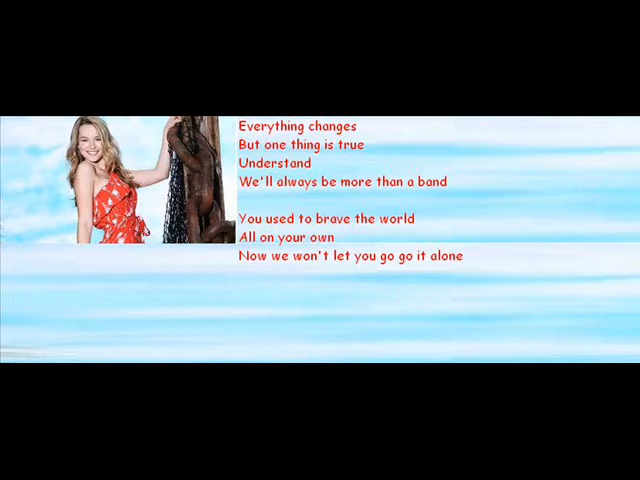 Everything changes
But one thing is true
Understand
We'll always be more than a band
You used to brave the world
All on your own
Now we won't let you go go it alone